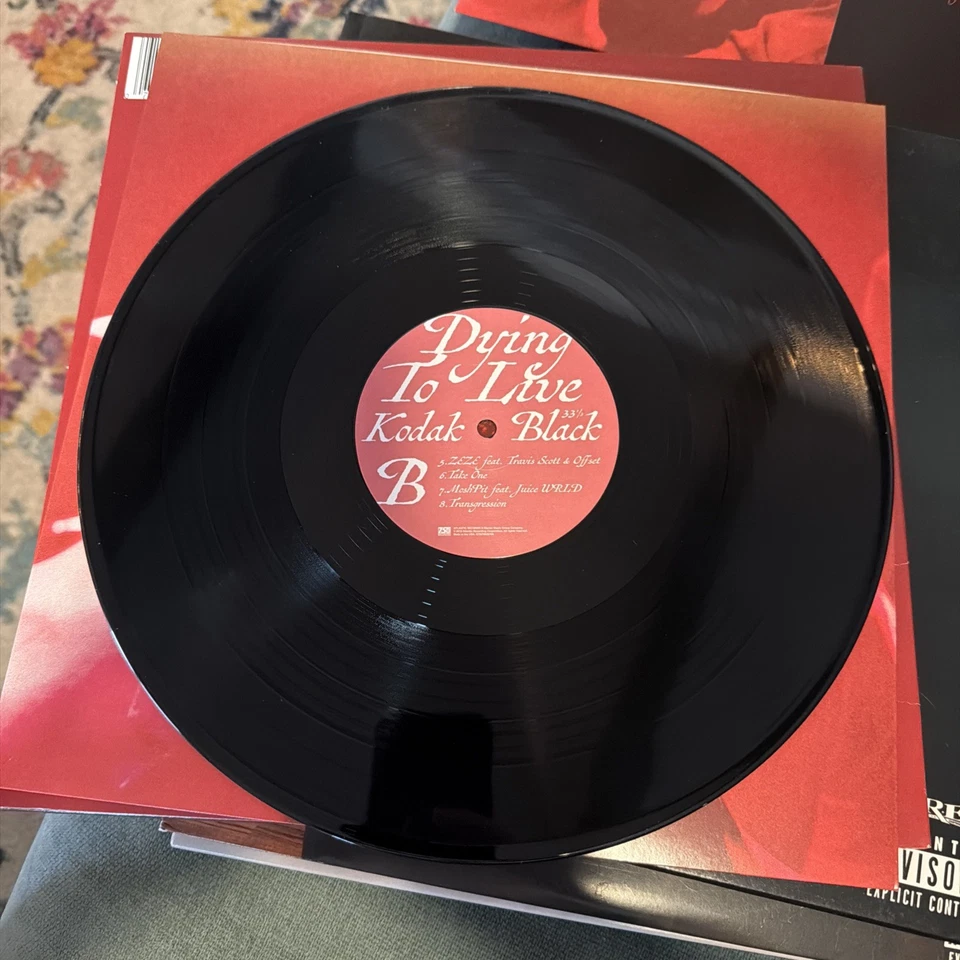 Dying
To Live
33⅓
Kodak Black
B
5. ZEZE feat. Travis Scott & Offset
6. Take One
7. MoshPit feat. Juice WRLD
8. Transgression
EXPLICIT CONT